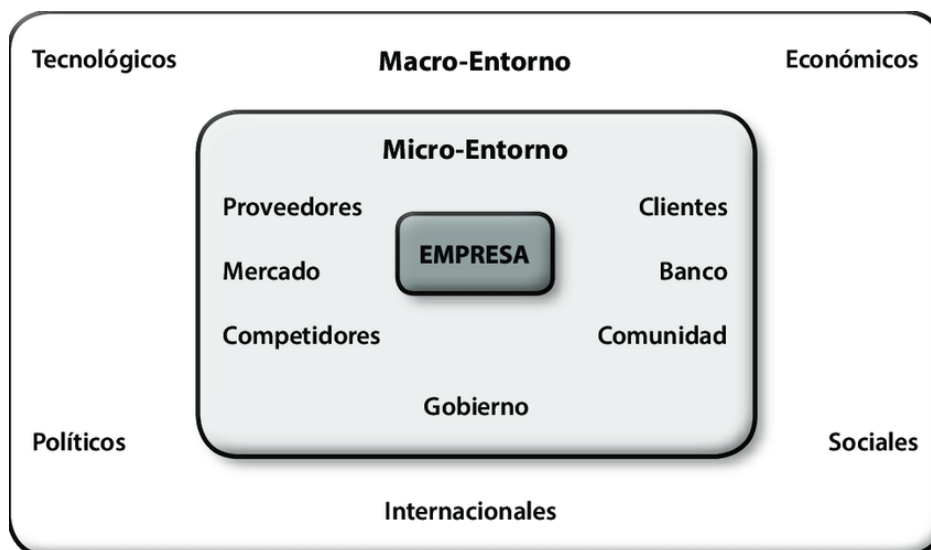 Tecnológicos
Macro-Entorno
Económicos
Micro-Entorno
Proveedores
Clientes
EMPRESA
Mercado
Banco
Competidores
Comunidad
Gobierno
Políticos
Sociales
Internacionales